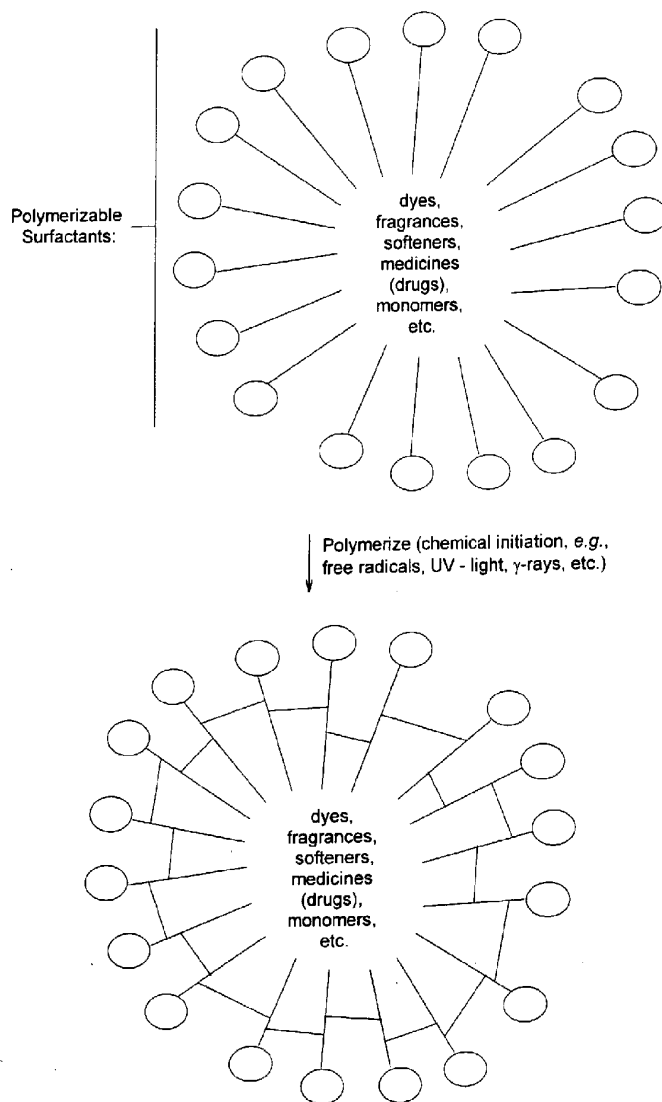 dyes,
fragrances,
softeners,
medicines
(drugs),
monomers,
etc.
Polymerizable
Surfactants:
Polymerize (chemical initiation, e.g.,
free radicals, UV - light, γ-rays, etc.)
dyes,
fragrances,
softeners,
medicines
(drugs),
monomers,
etc.